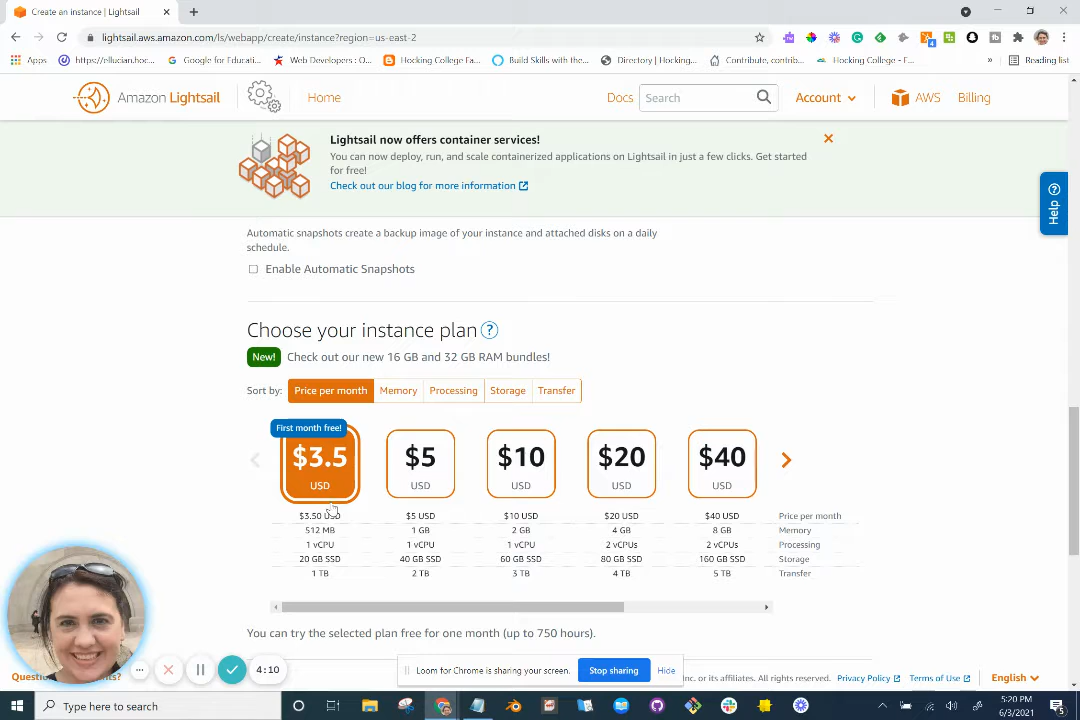 Create an instance | Lightsail
lightsail.aws.amazon.com/ls/webapp/create/instance?region=us-east-2
4
Apps
https://ellucian.hoc...
Google for Educati...
Web Developers : O...
Hocking College Fa...
Build Skills with the...
Directory | Hocking...
Contribute, contrib...
Hocking College - F...
»
Reading list
Amazon Lightsail
Home
Docs
Search
Account
AWS
Billing
Lightsail now offers container services!
You can now deploy, run, and scale containerized applications on Lightsail in just a few clicks. Get started
for free!
Check out our blog for more information
Help
Automatic snapshots create a backup image of your instance and attached disks on a daily
schedule.
Enable Automatic Snapshots
Choose your instance plan ?
New! Check out our new 16 GB and 32 GB RAM bundles!
Sort by: Price per month Memory Processing Storage Transfer
First month free!
$3.5 $5 $10 $20 $40
USD USD USD USD USD
$3.50 USD $5 USD $10 USD $20 USD $40 USD Price per month
512 MB 1 GB 2 GB 4 GB 8 GB Memory
1 vCPU 1 vCPU 1 vCPU 2 vCPUs 2 vCPUs Processing
20 GB SSD 40 GB SSD 60 GB SSD 80 GB SSD 160 GB SSD Storage
1 TB 2 TB 3 TB 4 TB 5 TB Transfer
You can try the selected plan free for one month (up to 750 hours).
4:10
Loom for Chrome is sharing your screen. Stop sharing Hide
nc. or its affiliates. All rights reserved. Privacy Policy Terms of Use English
Type here to search
5:20 PM
6/3/2021
5